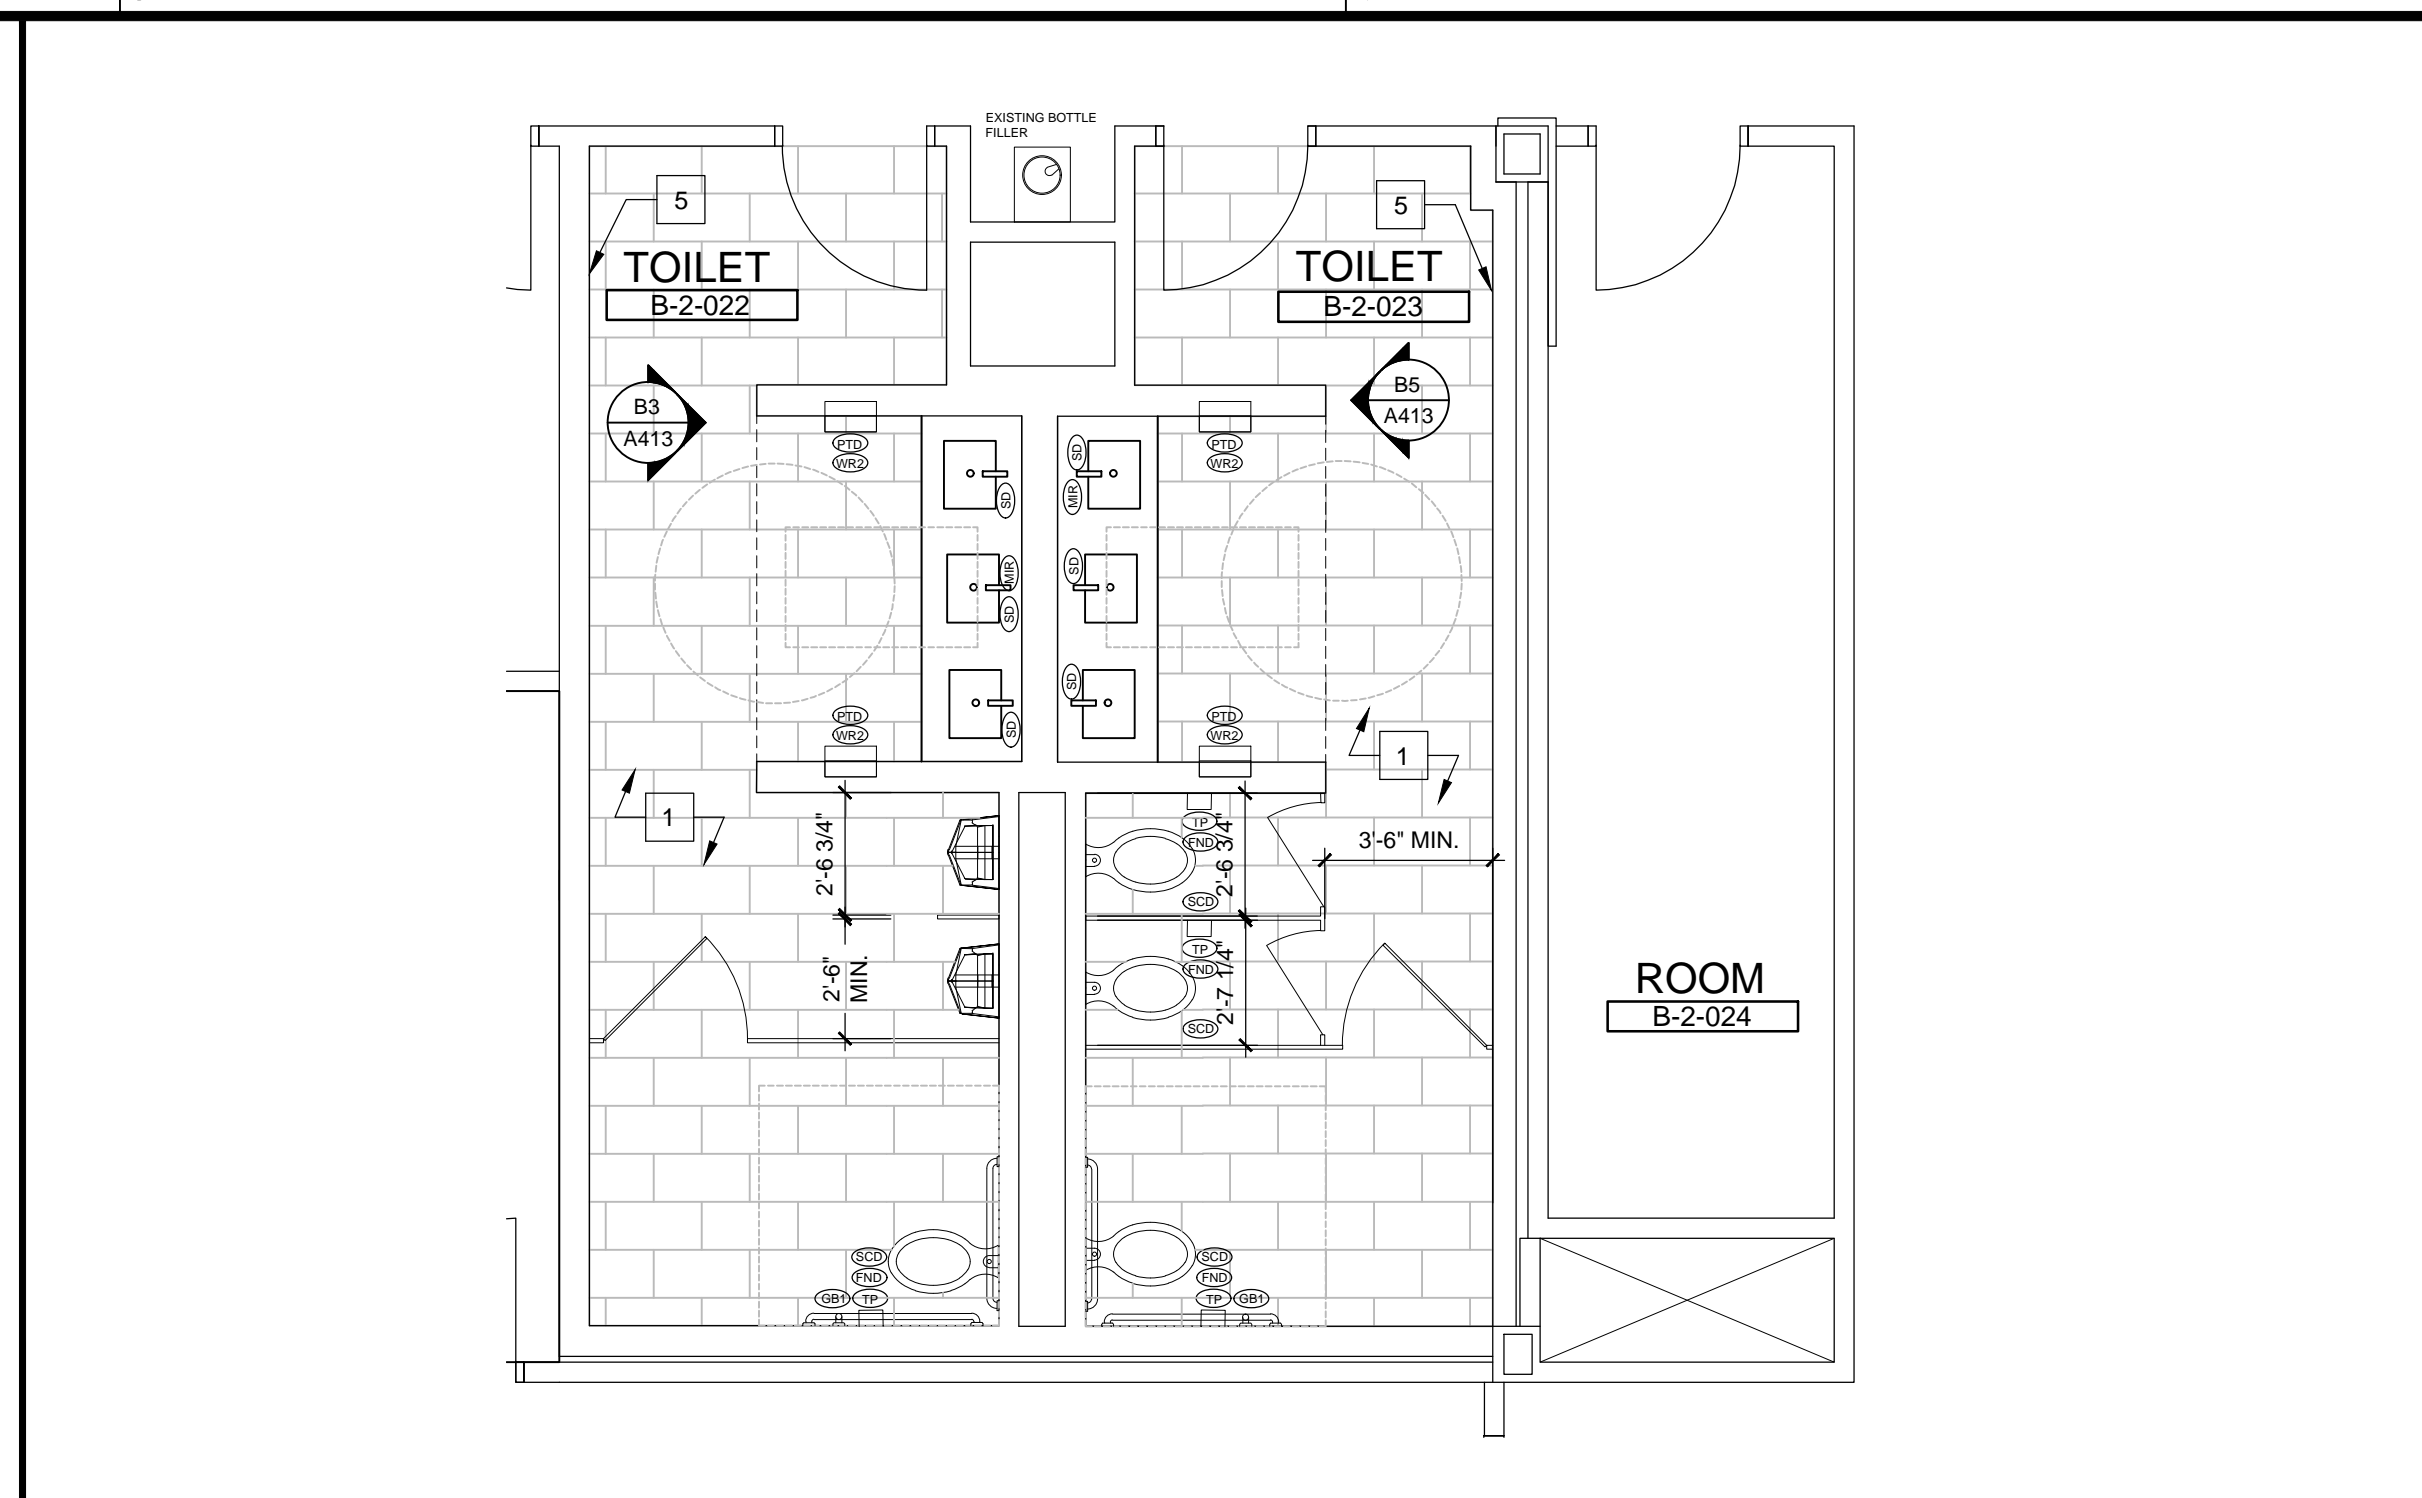 EXISTING BOTTLE
FILLER
5
5
TOILET
B-2-022
TOILET
B-2-023
B3
A413
B5
A413
PTD
WR2
PTD
WR2
SD
SD
MIR
MIR
SD
SD
SD
SD
PTD
WR2
PTD
WR2
1
1
2'-6 3/4"
TP
FND
2'-6 3/4"
SCD
3'-6" MIN.
2'-6"
MIN.
TP
FND
2'-7 1/4"
SCD
ROOM
B-2-024
SCD
FND
GB1
TP
SCD
FND
TP
GB1